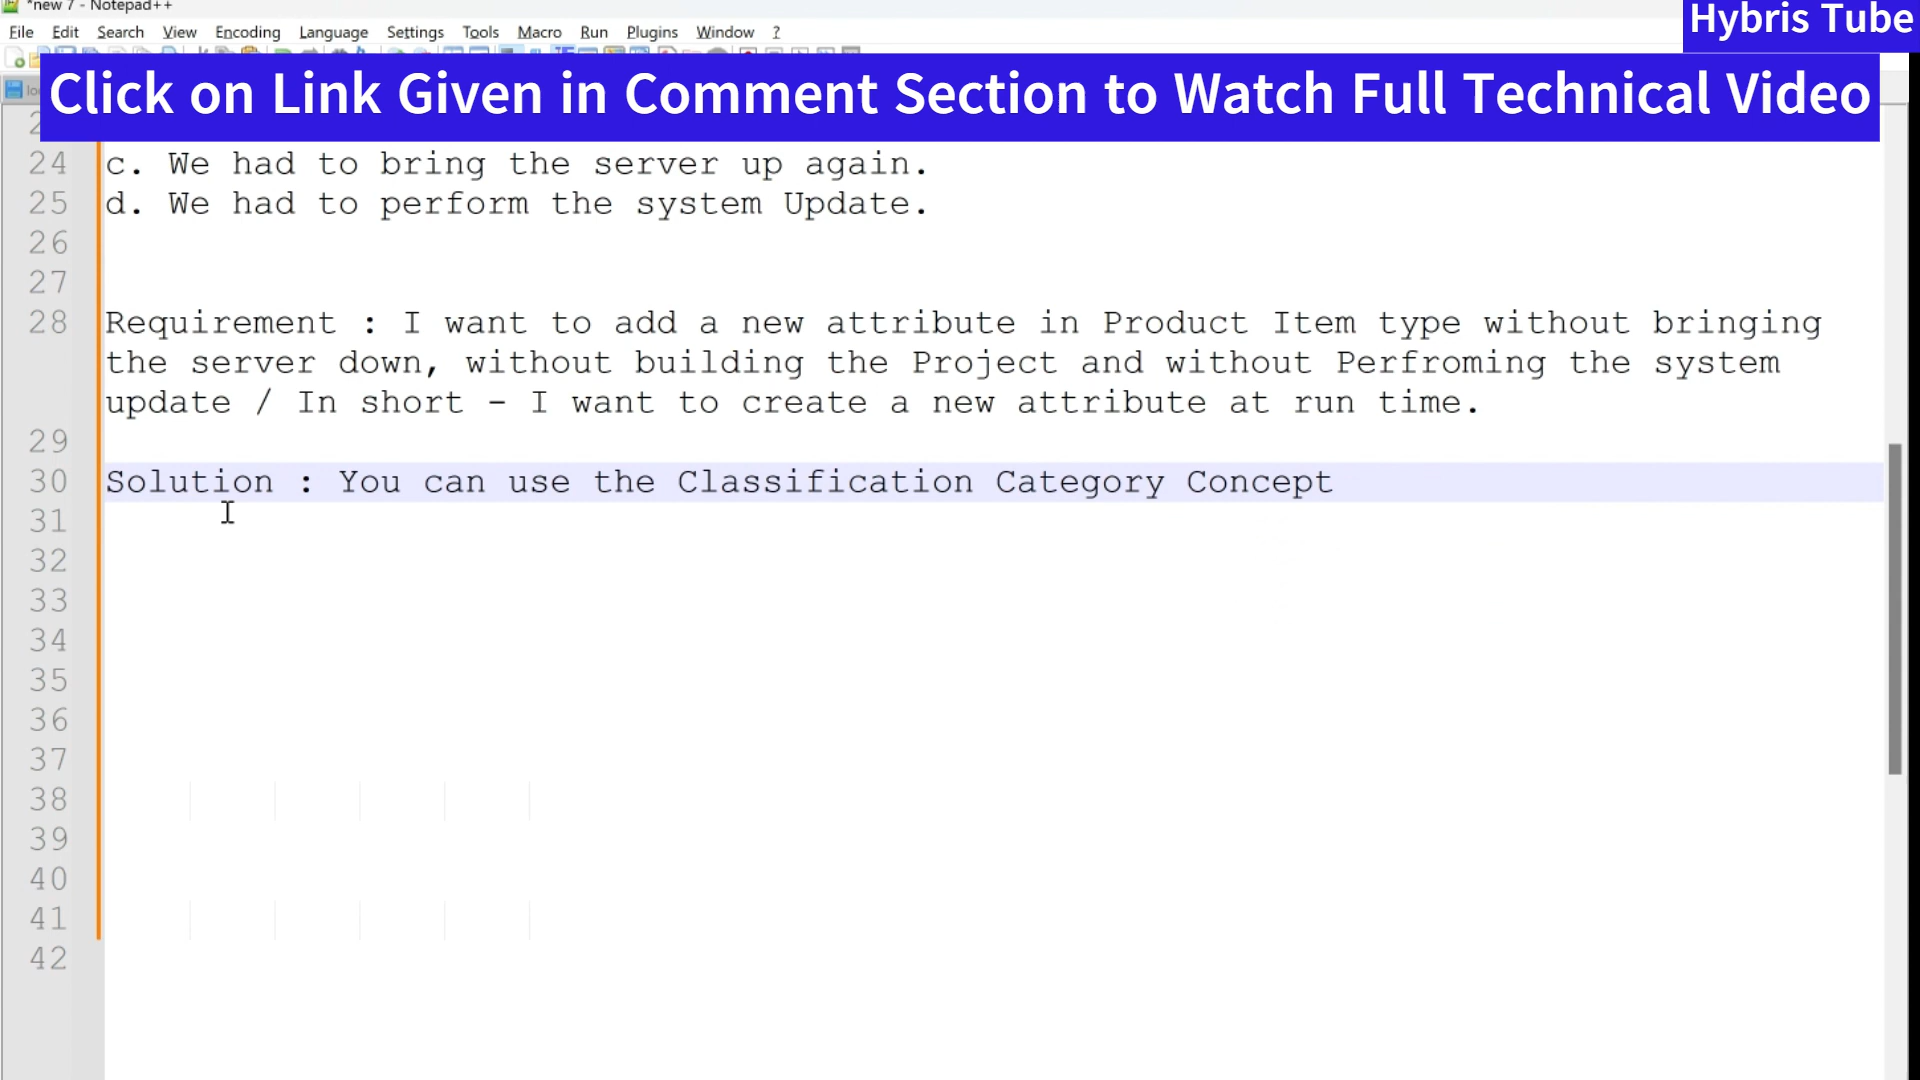 *new 7 - Notepad++
Hybris Tube
File Edit Search View Encoding Language Settings Tools Macro Run Plugins Window ?
Click on Link Given in Comment Section to Watch Full Technical Video
24 c. We had to bring the server up again.
25 d. We had to perform the system Update.
26
27
28 Requirement : I want to add a new attribute in Product Item type without bringing
the server down, without building the Project and without Perfroming the system
update / In short - I want to create a new attribute at run time.
29
30 Solution : You can use the Classification Category Concept
31
32
33
34
35
36
37
38
39
40
41
42